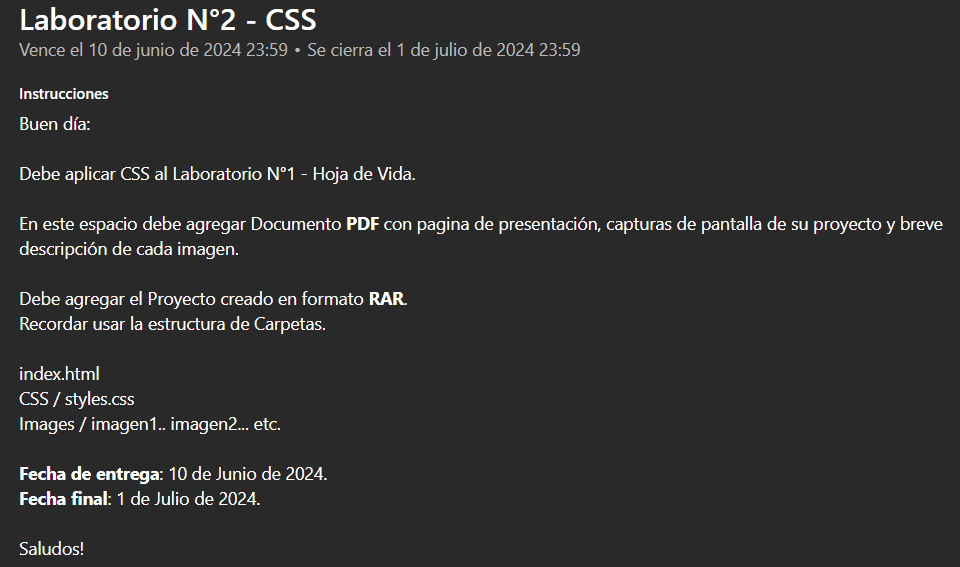 Laboratorio N°2 - CSS
Vence el 10 de junio de 2024 23:59 • Se cierra el 1 de julio de 2024 23:59
Instrucciones
Buen día:
Debe aplicar CSS al Laboratorio N°1 - Hoja de Vida.
En este espacio debe agregar Documento PDF con pagina de presentación, capturas de pantalla de su proyecto y breve
descripción de cada imagen.
Debe agregar el Proyecto creado en formato RAR.
Recordar usar la estructura de Carpetas.
index.html
CSS / styles.css
Images / imagen1.. imagen2... etc.
Fecha de entrega: 10 de Junio de 2024.
Fecha final: 1 de Julio de 2024.
Saludos!